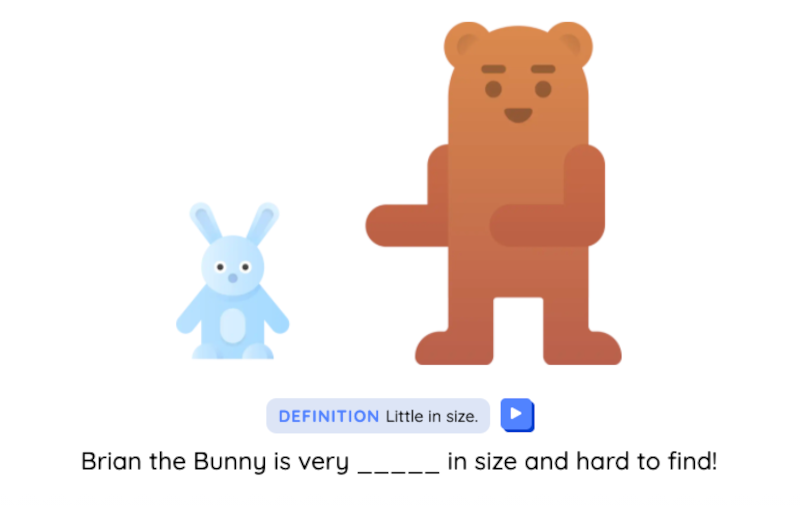 DEFINITION Little in size.
Brian the Bunny is very _____ in size and hard to find!